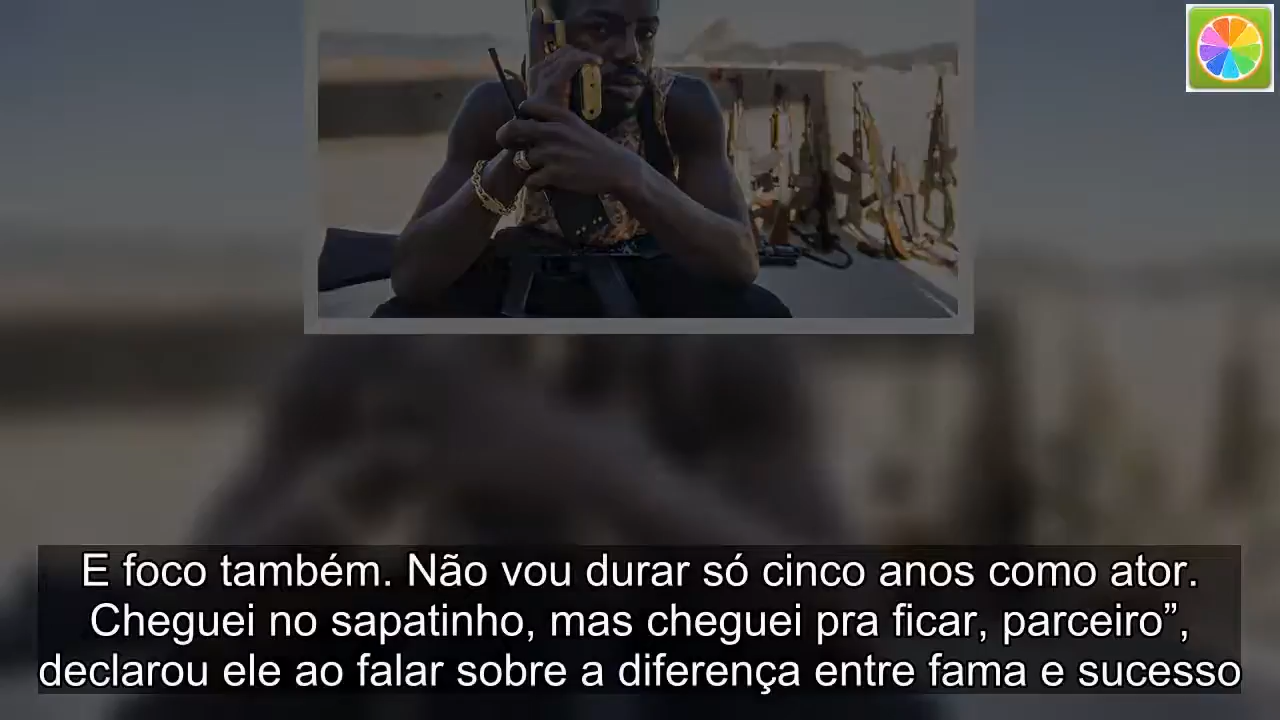 E foco também. Não vou durar só cinco anos como ator.
Cheguei no sapatinho, mas cheguei pra ficar, parceiro”,
declarou ele ao falar sobre a diferença entre fama e sucesso